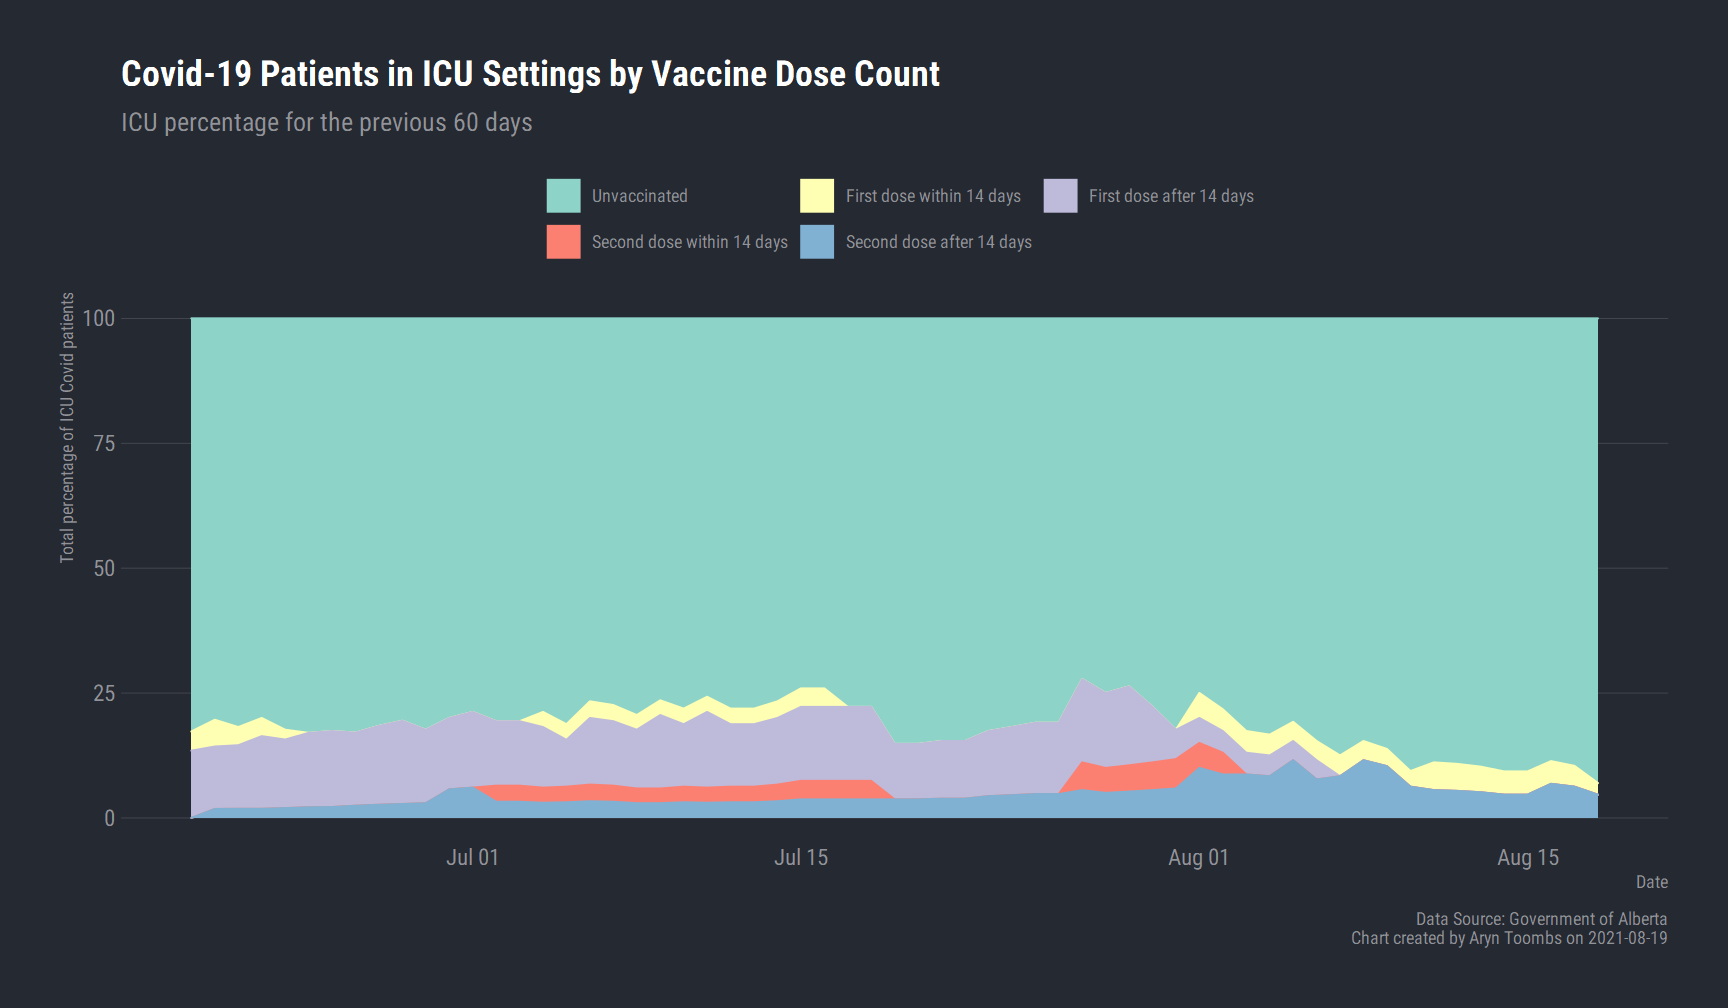 Covid-19 Patients in ICU Settings by Vaccine Dose Count
ICU percentage for the previous 60 days
Unvaccinated
First dose within 14 days
First dose after 14 days
Second dose within 14 days
Second dose after 14 days
Total percentage of ICU Covid patients
100
75
50
25
0
Jul 01
Jul 15
Aug 01
Aug 15
Date
Data Source: Government of Alberta
Chart created by Aryn Toombs on 2021-08-19